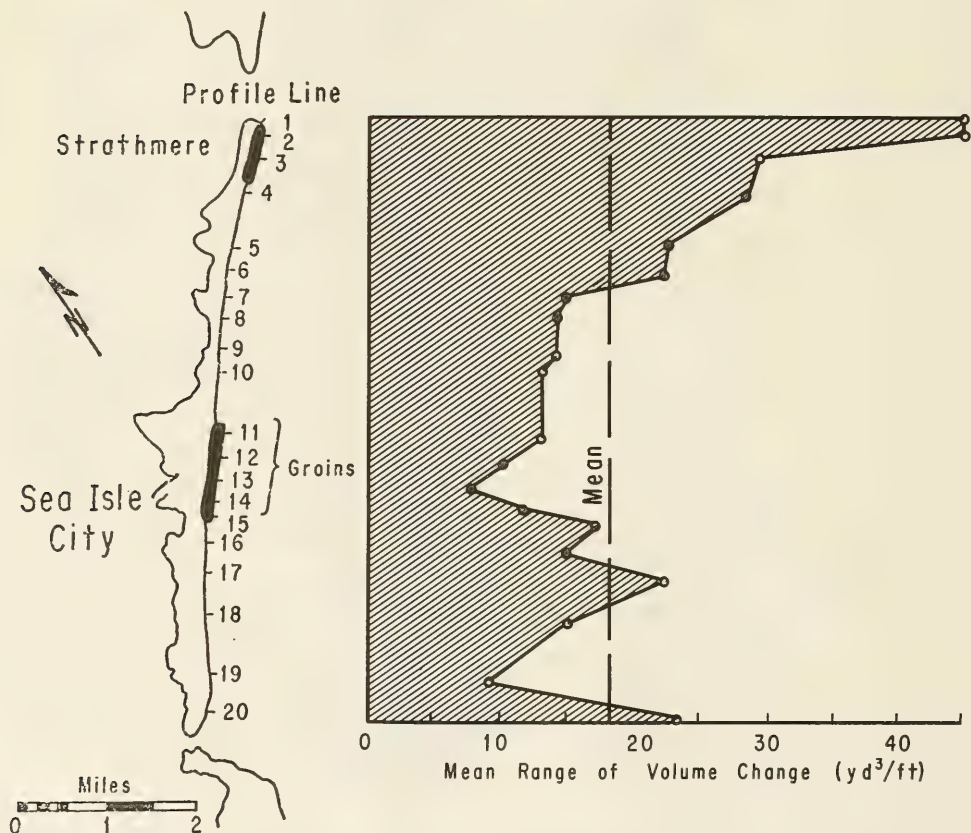 Profile Line
Strathmere
1
2
3
4
5
6
7
8
9
10
11
12
13
14
15
16
17
18
19
20
Groins
Sea Isle
City
Mean
0 10 20 30 40
Mean Range of Volume Change (yd³/ft)
Miles
0 1 2